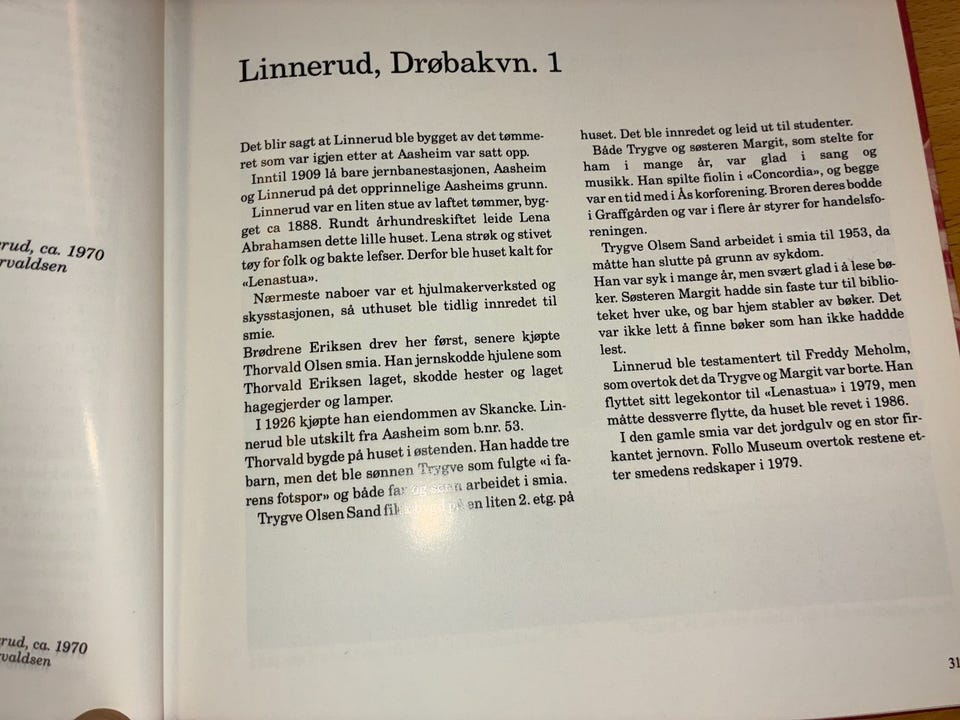 Linnerud, Drøbakvn. 1
Det blir sagt at Linnerud ble bygget av det tømme-
ret som var igjen etter at Aasheim var satt opp.
Inntil 1909 lå bare jernbanestasjonen, Aasheim
og Linnerud på det opprinnelige Aasheims grunn.
Linnerud var en liten stue av laftet tømmer, byg-
get ca 1888. Rundt århundreskiftet leide Lena
Abrahamsen dette lille huset. Lena strøk og stivet
tøy for folk og bakte lefser. Derfor ble huset kalt for
«Lenastua».
Nærmeste naboer var et hjulmakerverksted og
skysstasjonen, så uthuset ble tidlig innredet til
smie.
Brødrene Eriksen drev her først, senere kjøpte
Thorvald Olsen smia. Han jernskodde hjulene som
Thorvald Eriksen laget, skodde hester og laget
hagegjerder og lamper.
I 1926 kjøpte han eiendommen av Skancke. Lin-
nerud ble utskilt fra Aasheim som b.nr. 53.
Thorvald bygde på huset i østenden. Han hadde tre
barn, men det ble sønnen Trygve som fulgte «i fa-
rens fotspor» og både far og sønn arbeidet i smia.
Trygve Olsen Sand en liten 2. etg. på
huset. Det ble innredet og leid ut til studenter.
Både Trygve og søsteren Margit, som stelte for
ham i mange år, var glad i sang og
musikk. Han spilte fiolin i «Concordia», og begge
var en tid med i Ås korforening. Broren deres bodde
i Graffgården og var i flere år styrer for handelsfo-
reningen.
Trygve Olsem Sand arbeidet i smia til 1953, da
måtte han slutte på grunn av sykdom.
Han var syk i mange år, men svært glad i å lese bø-
ker. Søsteren Margit hadde sin faste tur til biblio-
teket hver uke, og bar hjem stabler av bøker. Det
var ikke lett å finne bøker som han ikke haddde
lest.
Linnerud ble testamentert til Freddy Meholm,
som overtok det da Trygve og Margit var borte. Han
flyttet sitt legekontor til «Lenastua» i 1979, men
måtte dessverre flytte, da huset ble revet i 1986.
I den gamle smia var det jordgulv og en stor fir-
kantet jernovn. Follo Museum overtok restene et-
ter smedens redskaper i 1979.
rud, ca. 1970
rvaldsen
rud, ca. 1970
valdsen
31